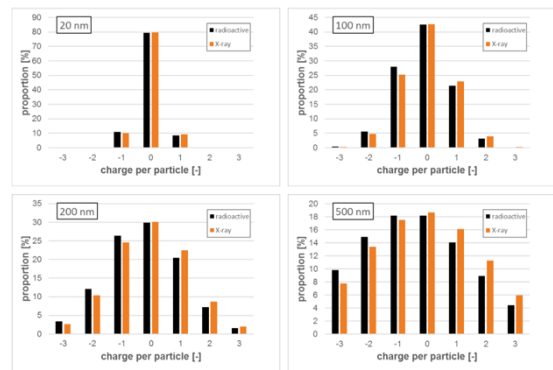 20 nm
90
80
70
60
50
40
30
20
10
0
proportion [%]
-3 -2 -1 0 1 2 3
charge per particle [-]
radioactive
X-ray
100 nm
45
40
35
30
25
20
15
10
5
0
proportion [%]
-3 -2 -1 0 1 2 3
charge per particle [-]
radioactive
X-ray
200 nm
35
30
25
20
15
10
5
0
proportion [%]
-3 -2 -1 0 1 2 3
charge per particle [-]
radioactive
X-ray
500 nm
20
18
16
14
12
10
8
6
4
2
0
proportion [%]
-3 -2 -1 0 1 2 3
charge per particle [-]
radioactive
X-ray